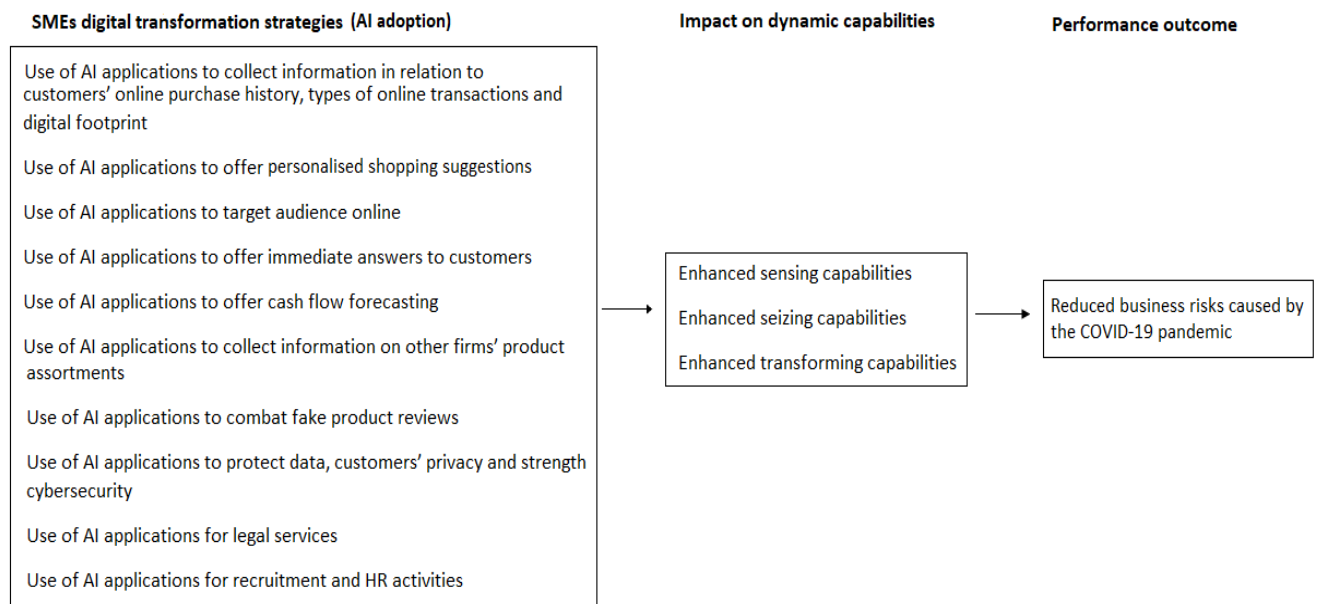 SMEs digital transformation strategies (AI adoption)
Impact on dynamic capabilities
Performance outcome
Use of AI applications to collect information in relation to
customers' online purchase history, types of online transactions and
digital footprint
Use of AI applications to offer personalised shopping suggestions
Use of AI applications to target audience online
Use of AI applications to offer immediate answers to customers
Use of AI applications to offer cash flow forecasting
Use of AI applications to collect information on other firms' product
assortments
Use of AI applications to combat fake product reviews
Use of AI applications to protect data, customers' privacy and strength
cybersecurity
Use of AI applications for legal services
Use of AI applications for recruitment and HR activities
Enhanced sensing capabilities
Enhanced seizing capabilities
Enhanced transforming capabilities
Reduced business risks caused by
the COVID-19 pandemic